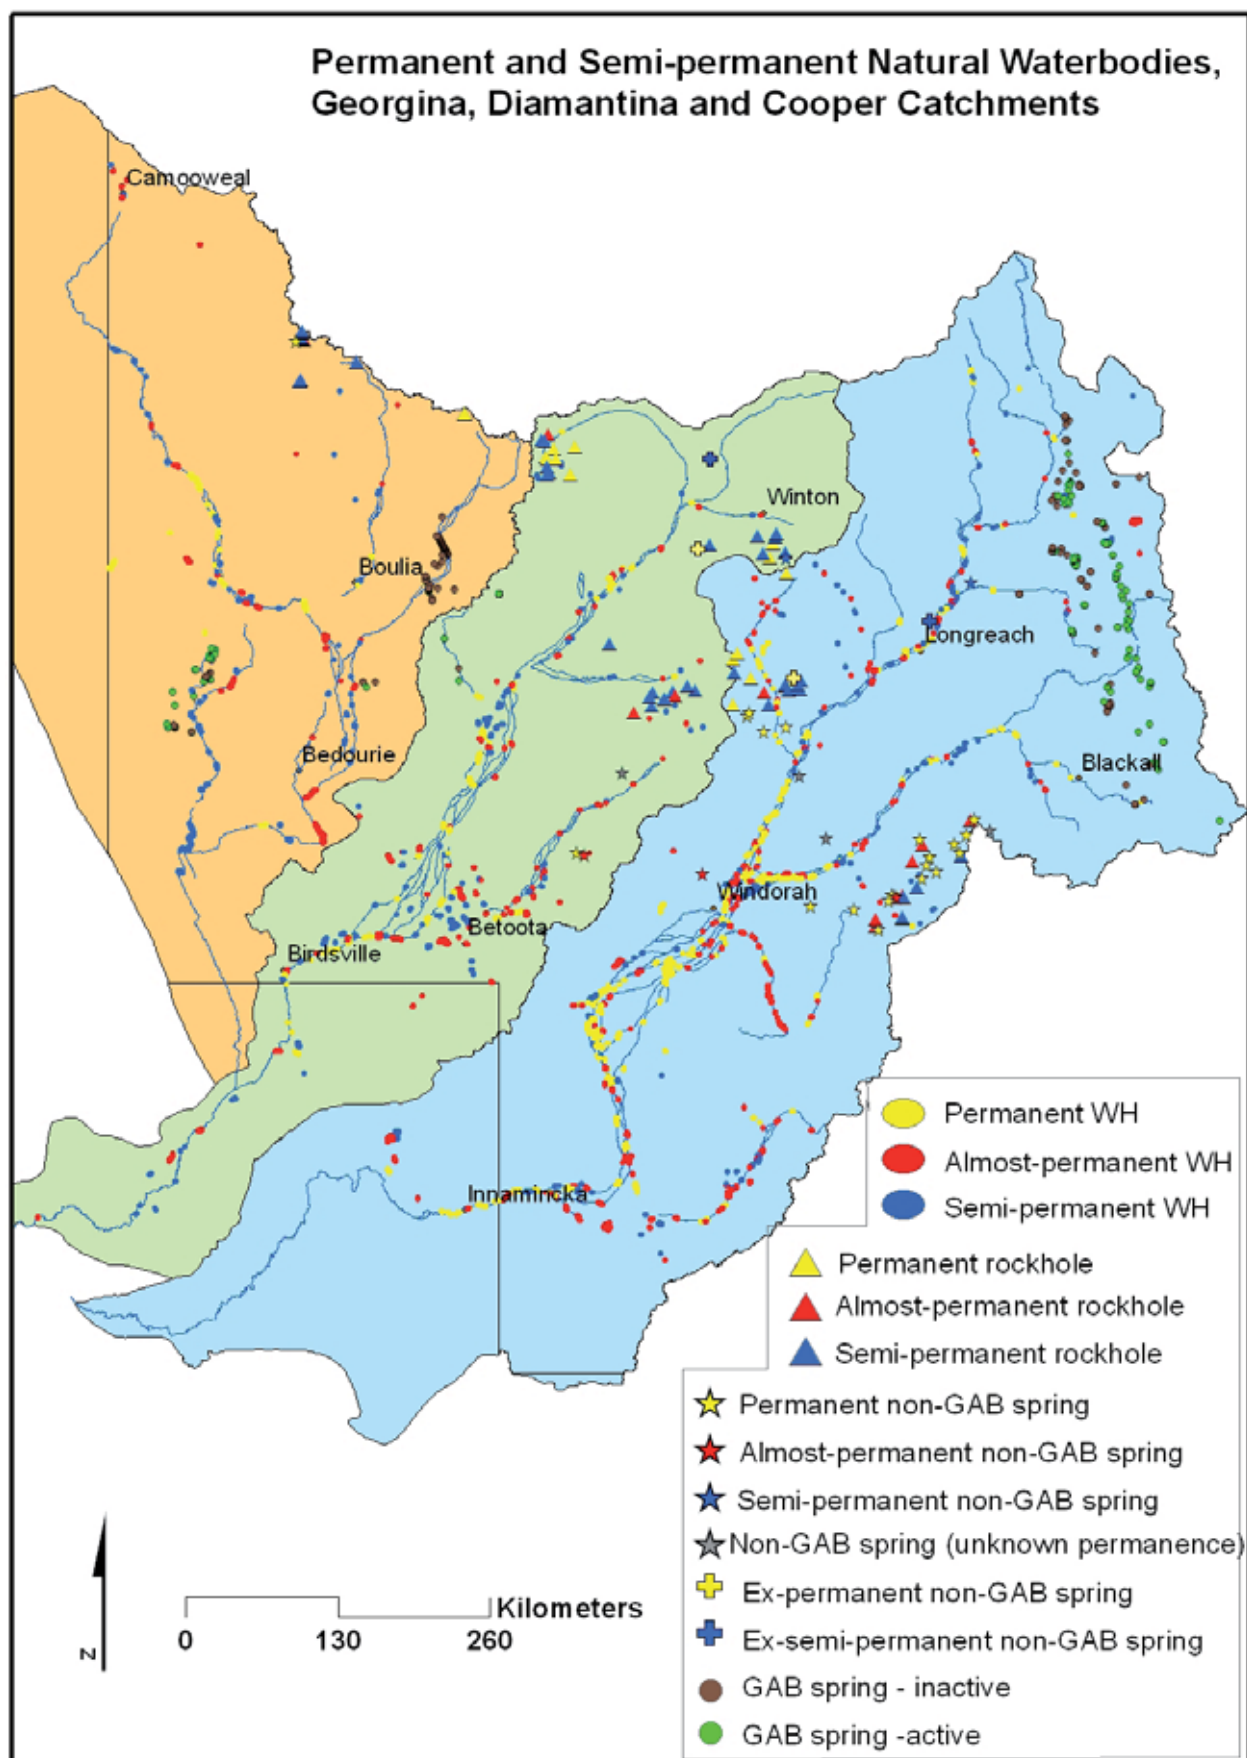 Permanent and Semi-permanent Natural Waterbodies,
Georgina, Diamantina and Cooper Catchments
Camooweal
Winton
Boulia
Longreach
Bedourie
Blackall
Windorah
Betoota
Birdsville
Innamincka
Permanent WH
Almost-permanent WH
Semi-permanent WH
Permanent rockhole
Almost-permanent rockhole
Semi-permanent rockhole
Permanent non-GAB spring
Almost-permanent non-GAB spring
Semi-permanent non-GAB spring
Non-GAB spring (unknown permanence)
Ex-permanent non-GAB spring
Ex-semi-permanent non-GAB spring
GAB spring - inactive
GAB spring -active
Kilometers
0 130 260
N